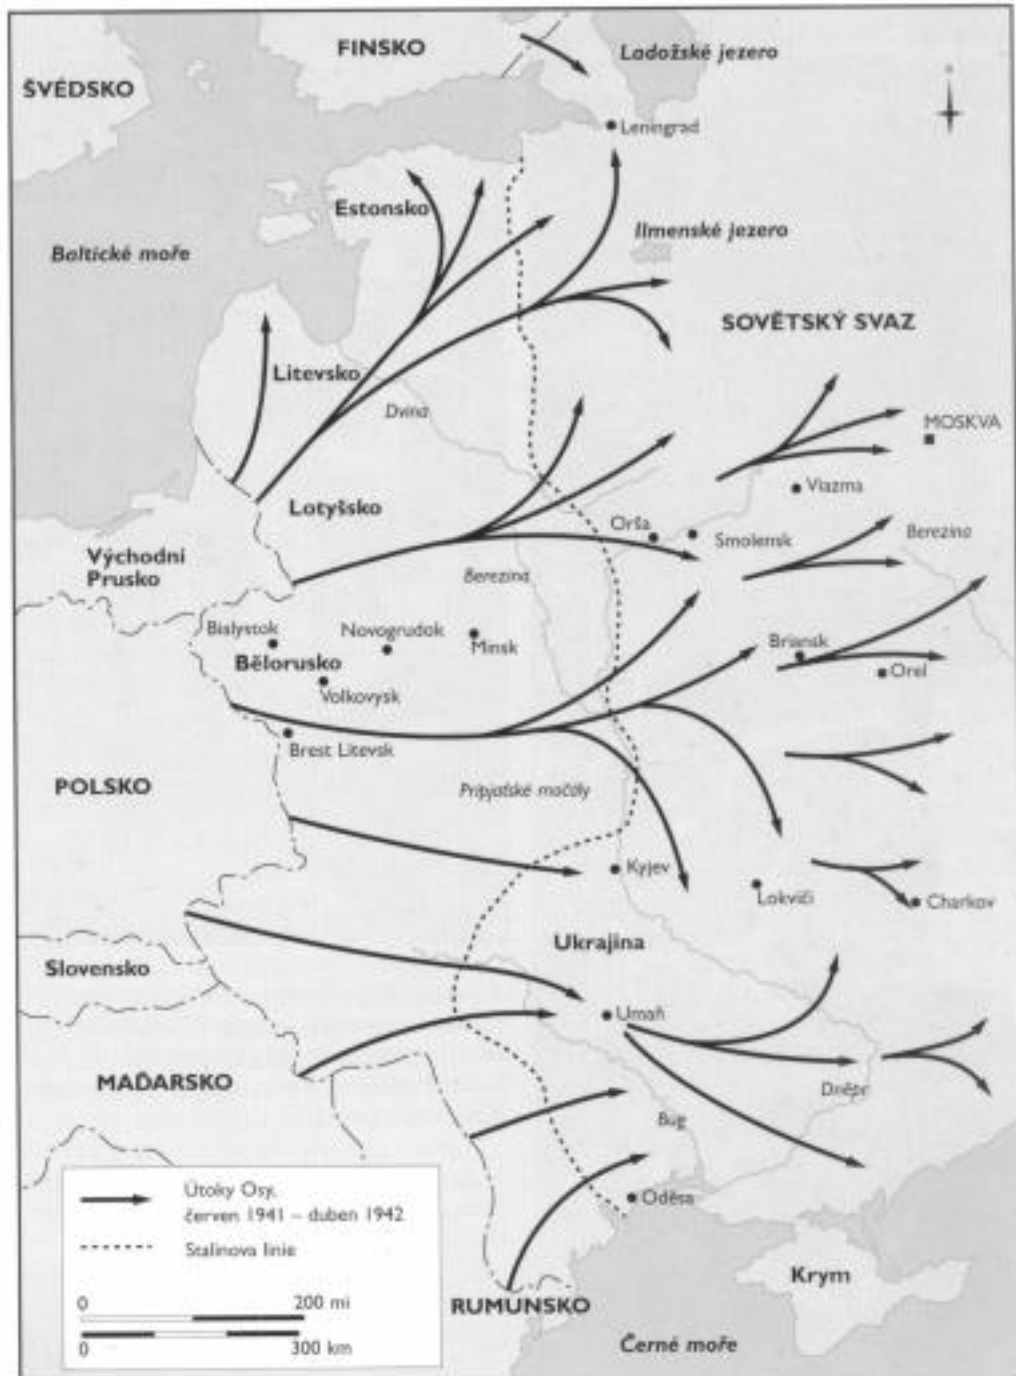 FINSKO
Ladožské jezero
ŠVÉDSKO
Leningrad
Estonsko
Ilmenské jezero
Baltické moře
SOVĚTSKÝ SVAZ
Litevsko
Dvina
MOSKVA
Viazma
Lotyšsko
Orša
Smolensk
Berezina
Východní
Prusko
Berezina
Bialystok
Novogrudok
Minsk
Briansk
Bělorusko
Orel
Volkovysk
Brest Litevsk
POLSKO
Pripjaťské močály
Kyjev
Lokviči
Charkov
Ukrajina
Slovensko
Umaň
MAĎARSKO
Dněpr
Bug
Útoky Osy,
červen 1941 – duben 1942
Oděsa
Stalinova linie
Krym
0 200 mi
RUMUNSKO
0 300 km
Černé moře